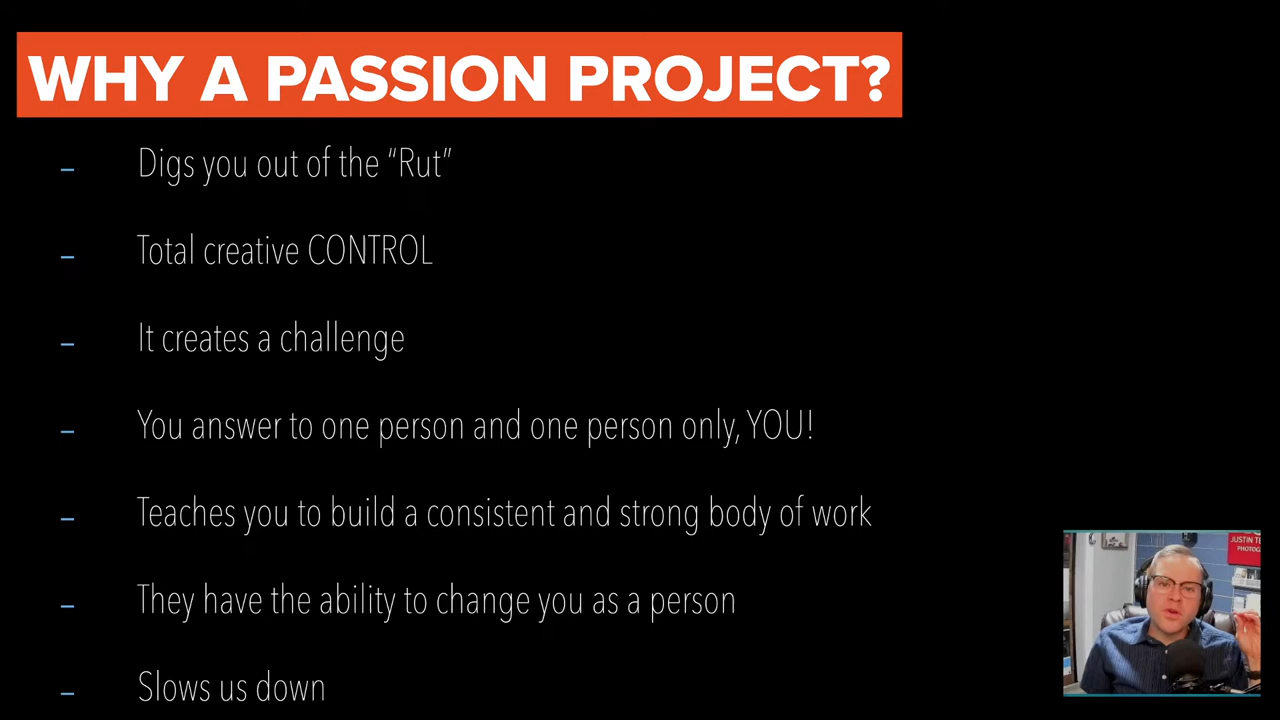 WHY A PASSION PROJECT?
– Digs you out of the “Rut”
– Total creative CONTROL
– It creates a challenge
– You answer to one person and one person only, YOU!
– Teaches you to build a consistent and strong body of work
– They have the ability to change you as a person
– Slows us down
JUSTIN